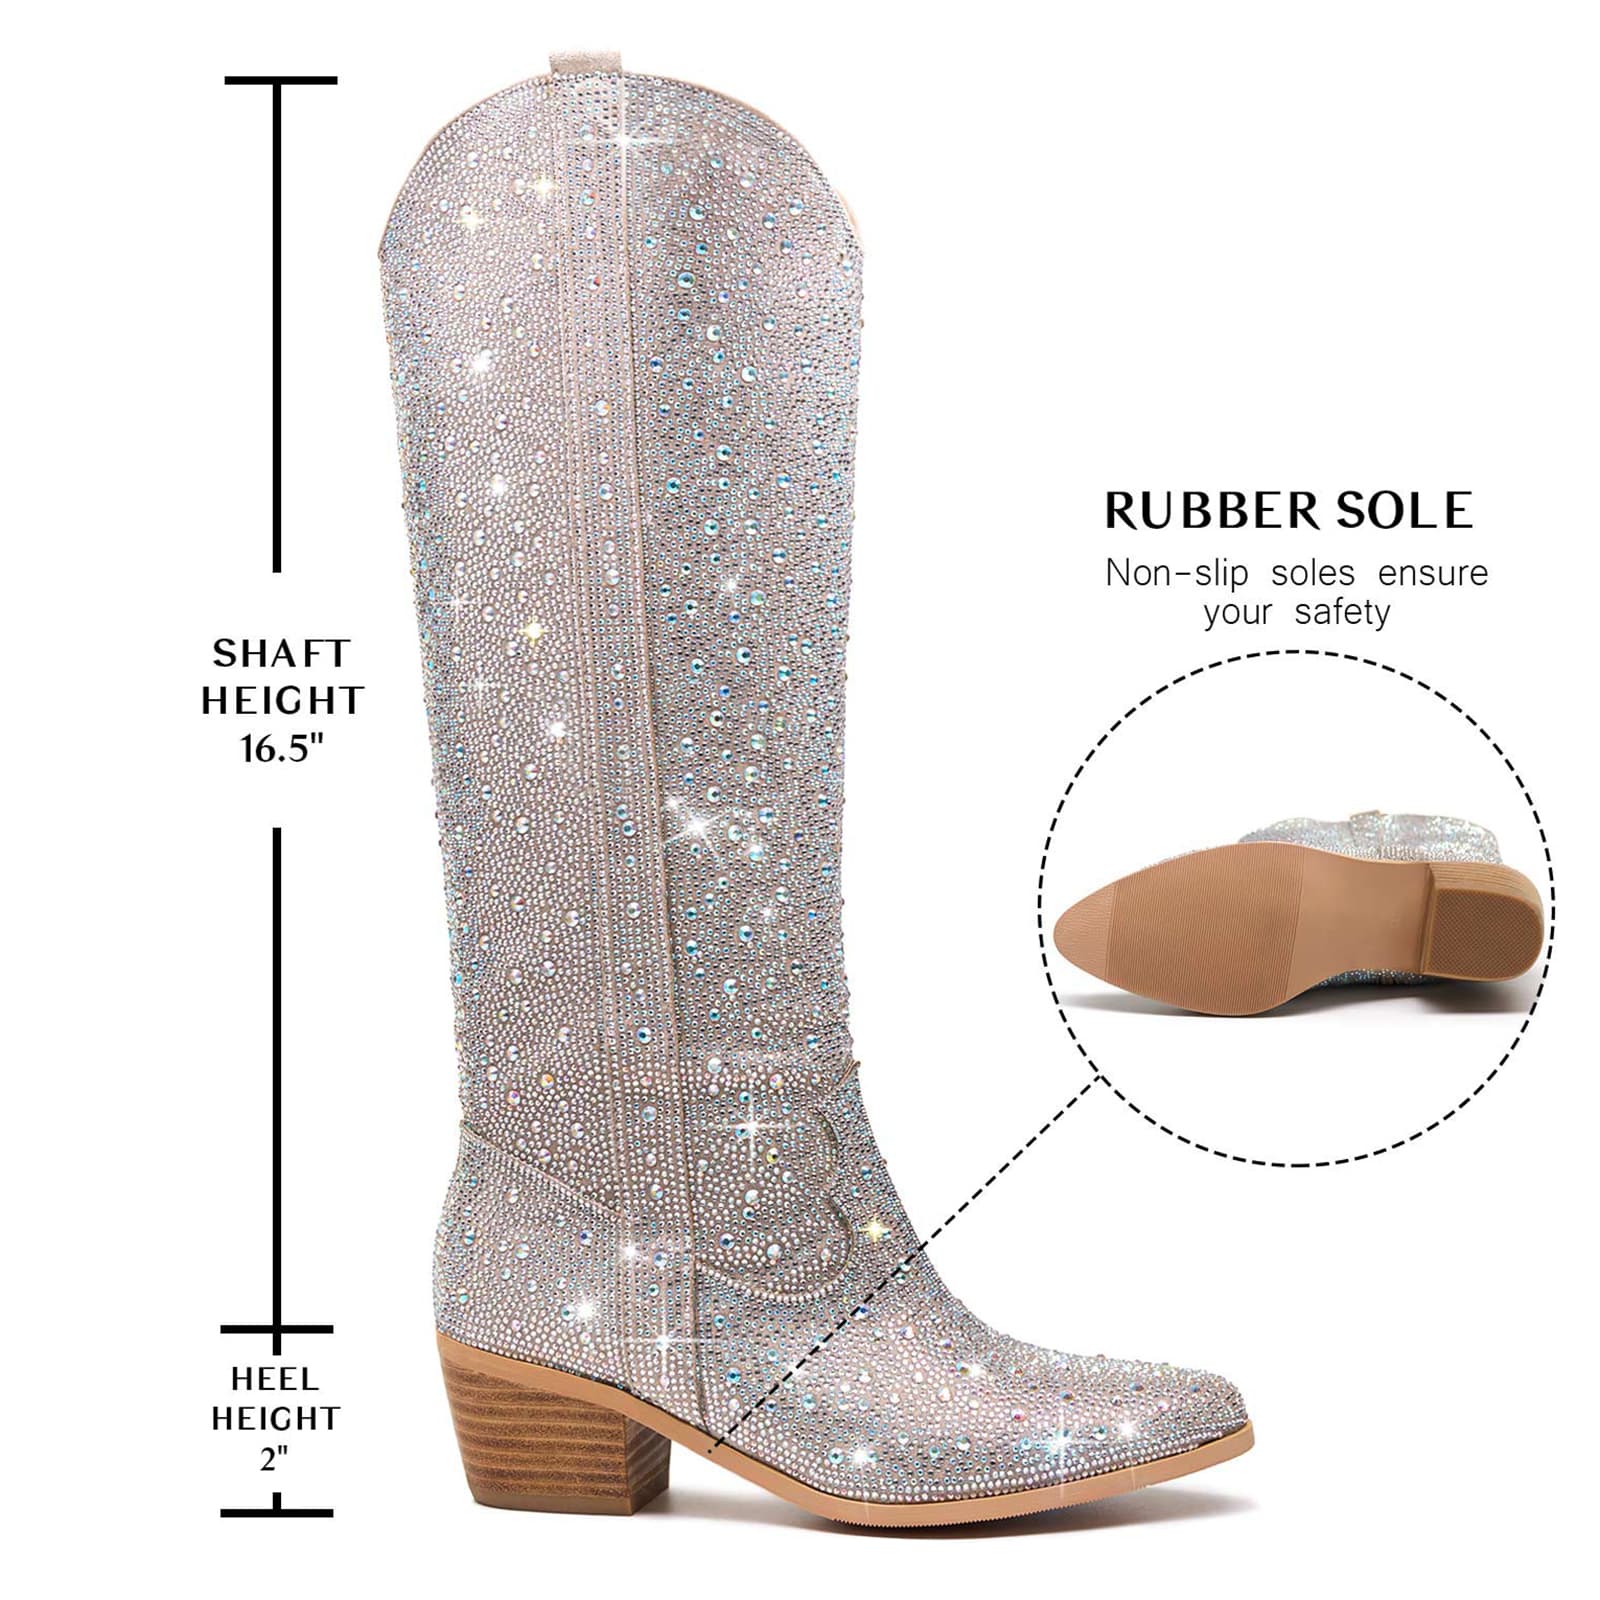 SHAFT
HEIGHT
16.5"
HEEL
HEIGHT
2"
RUBBER SOLE
Non-slip soles ensure
your safety